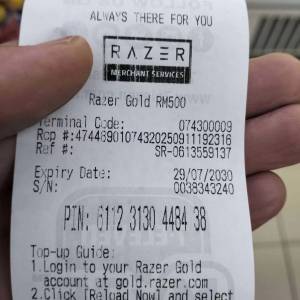 ALWAYS THERE FOR YOU
RAZER
MERCHANT SERVICES
Razer Gold RM500
Terminal Code: 074300009
Rcp #:47446901074320250911192316
Ref #: SR-0613559137
Expiry Date: 29/07/2030
S/N: 0038343240
PIN: 6112 3130 4484 38
Top-up Guide:
1.Login to your Razer Gold
account at gold.razer.com
2.Click [Reload Now] and select